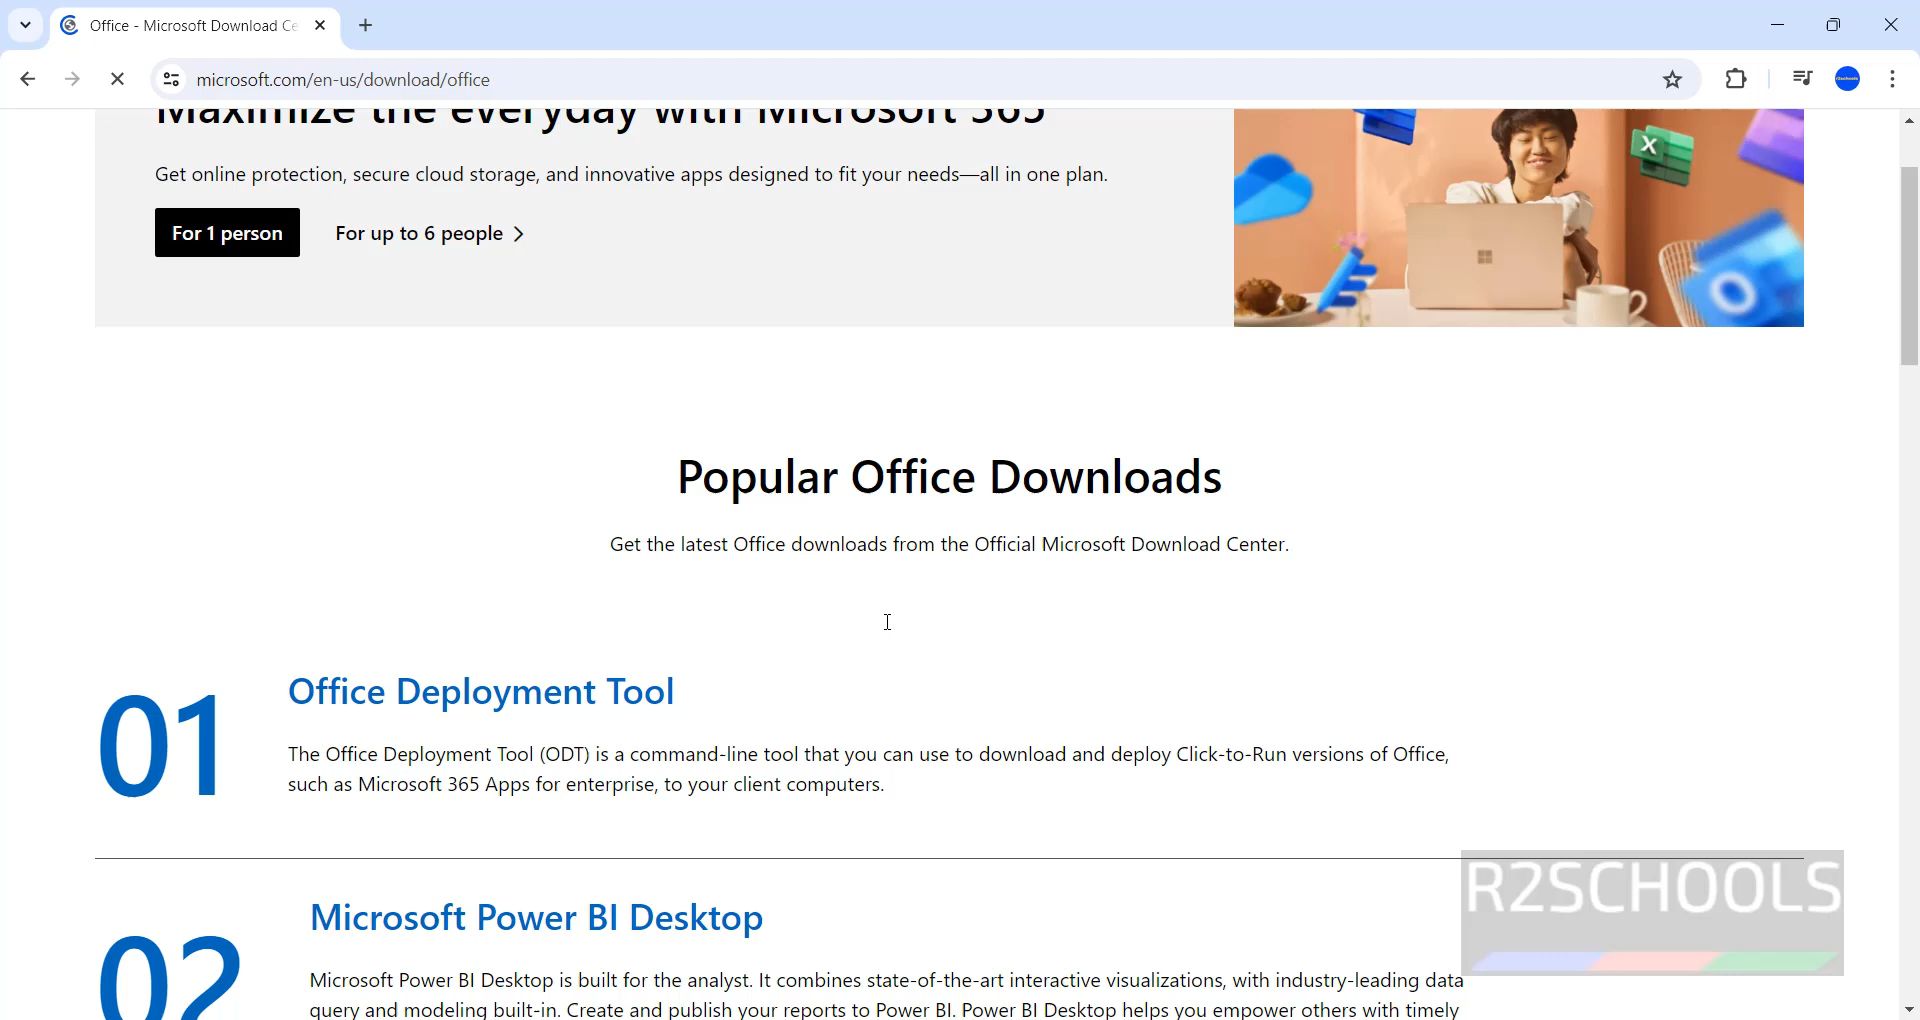 Office - Microsoft Download Ce
microsoft.com/en-us/download/office
Maximize the everyday with Microsoft 365
Get online protection, secure cloud storage, and innovative apps designed to fit your needs—all in one plan.
For 1 person
For up to 6 people
Popular Office Downloads
Get the latest Office downloads from the Official Microsoft Download Center.
01
Office Deployment Tool
The Office Deployment Tool (ODT) is a command-line tool that you can use to download and deploy Click-to-Run versions of Office,
such as Microsoft 365 Apps for enterprise, to your client computers.
02
Microsoft Power BI Desktop
Microsoft Power BI Desktop is built for the analyst. It combines state-of-the-art interactive visualizations, with industry-leading data
query and modeling built-in. Create and publish your reports to Power BI. Power BI Desktop helps you empower others with timely
R2SCHOOLS